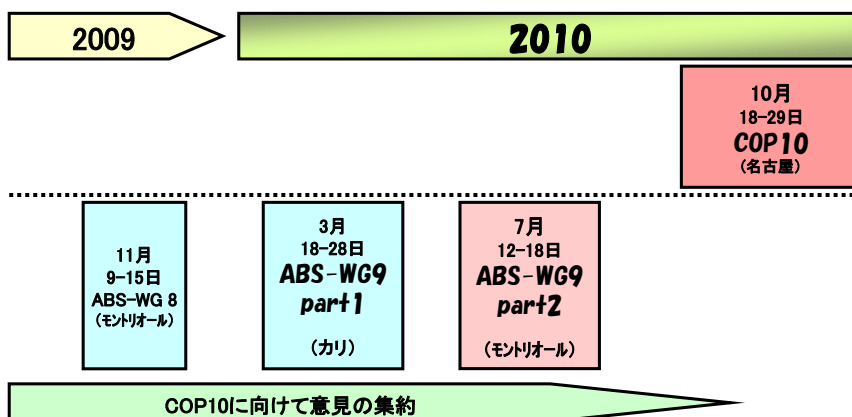 2009
2010
10月
18-29日
COP10
(名古屋)
11月
9-15日
ABS-WG 8
(モントリオール)
3月
18-28日
ABS-WG9
part1
(カリ)
7月
12-18日
ABS-WG9
part2
(モントリオール)
COP10に向けて意見の集約